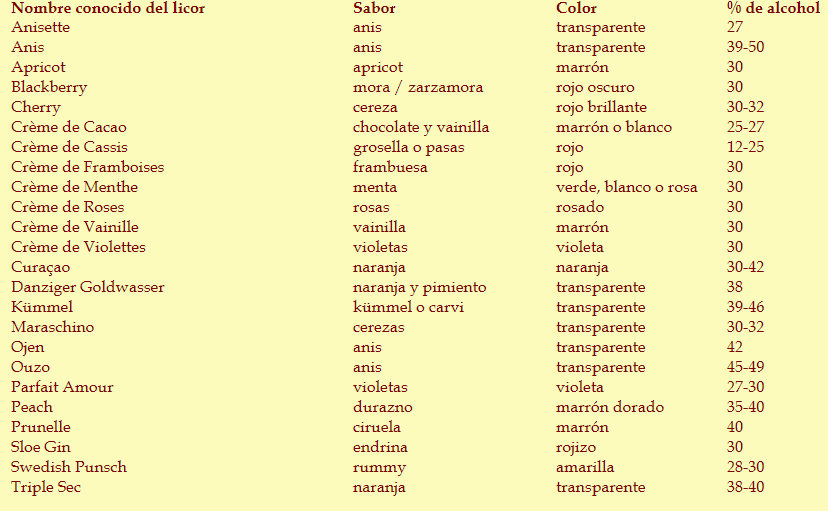 Nombre conocido del licor Sabor Color % de alcohol
Anisette anis transparente 27
Anis anis transparente 39-50
Apricot apricot marrón 30
Blackberry mora / zarzamora rojo oscuro 30
Cherry cereza rojo brillante 30-32
Crème de Cacao chocolate y vainilla marrón o blanco 25-27
Crème de Cassis grosella o pasas rojo 12-25
Crème de Framboises frambuesa rojo 30
Crème de Menthe menta verde, blanco o rosa 30
Crème de Roses rosas rosado 30
Crème de Vainille vainilla marrón 30
Crème de Violettes violetas violeta 30
Curaçao naranja naranja 30-42
Danziger Goldwasser naranja y pimiento transparente 38
Kümmel kümmel o carvi transparente 39-46
Maraschino cerezas transparente 30-32
Ojen anis transparente 42
Ouzo anis transparente 45-49
Parfait Amour violetas violeta 27-30
Peach durazno marrón dorado 35-40
Prunelle ciruela marrón 40
Sloe Gin endrina rojizo 30
Swedish Punsch rummy amarilla 28-30
Triple Sec naranja transparente 38-40